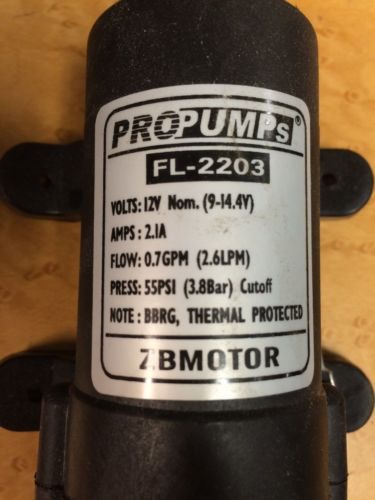 PROPUMPs®
FL-2203
VOLTS: 12V Nom. (9-14.4V)
AMPS : 2.1A
FLOW: 0.7GPM (2.6LPM)
PRESS: 55PSI (3.8Bar) Cutoff
NOTE : BBRG, THERMAL PROTECTED
ZBMOTOR